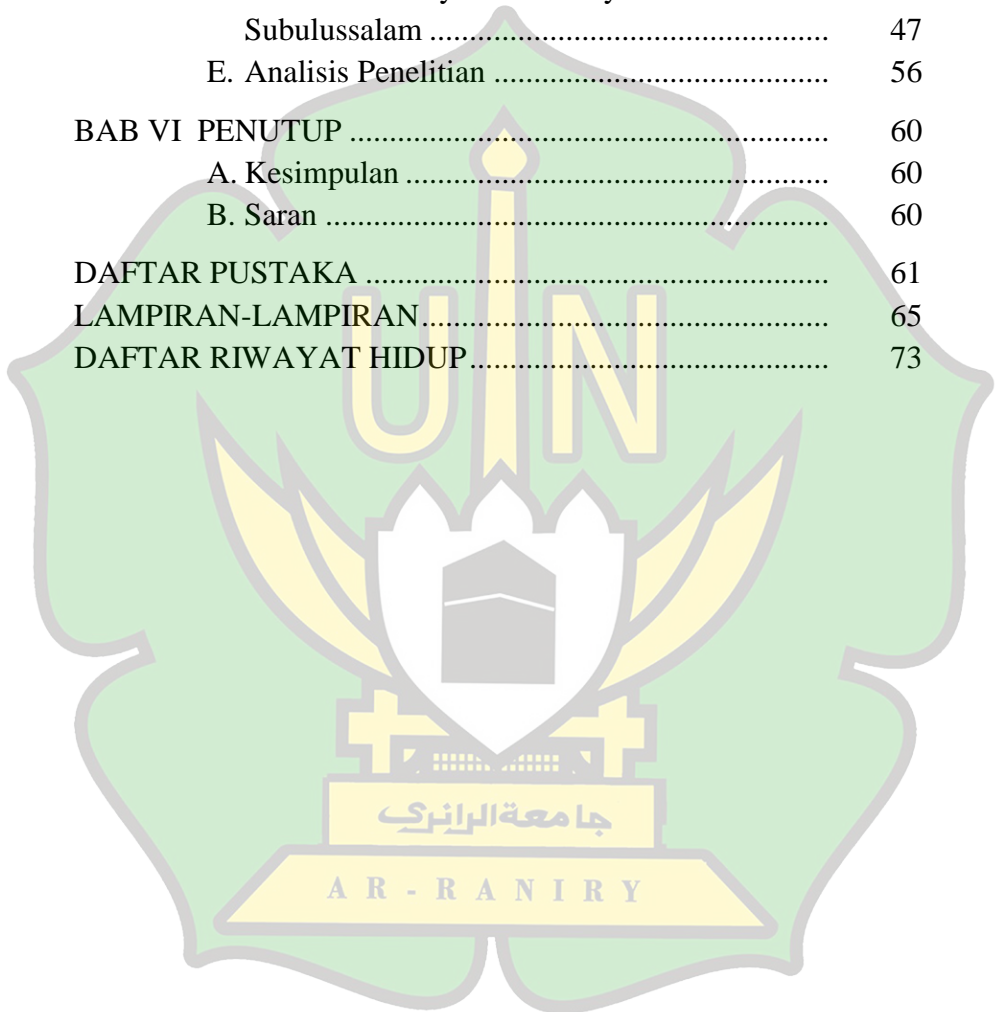 Subulussalam .................................................. 47
E. Analisis Penelitian .......................................... 56
BAB VI PENUTUP ............................................................ 60
A. Kesimpulan ..................................................... 60
B. Saran ............................................................... 60
DAFTAR PUSTAKA .......................................................... 61
LAMPIRAN-LAMPIRAN................................................... 65
DAFTAR RIWAYAT HIDUP............................................. 73
UIN
جامعةالرانري
AR-RANIRY